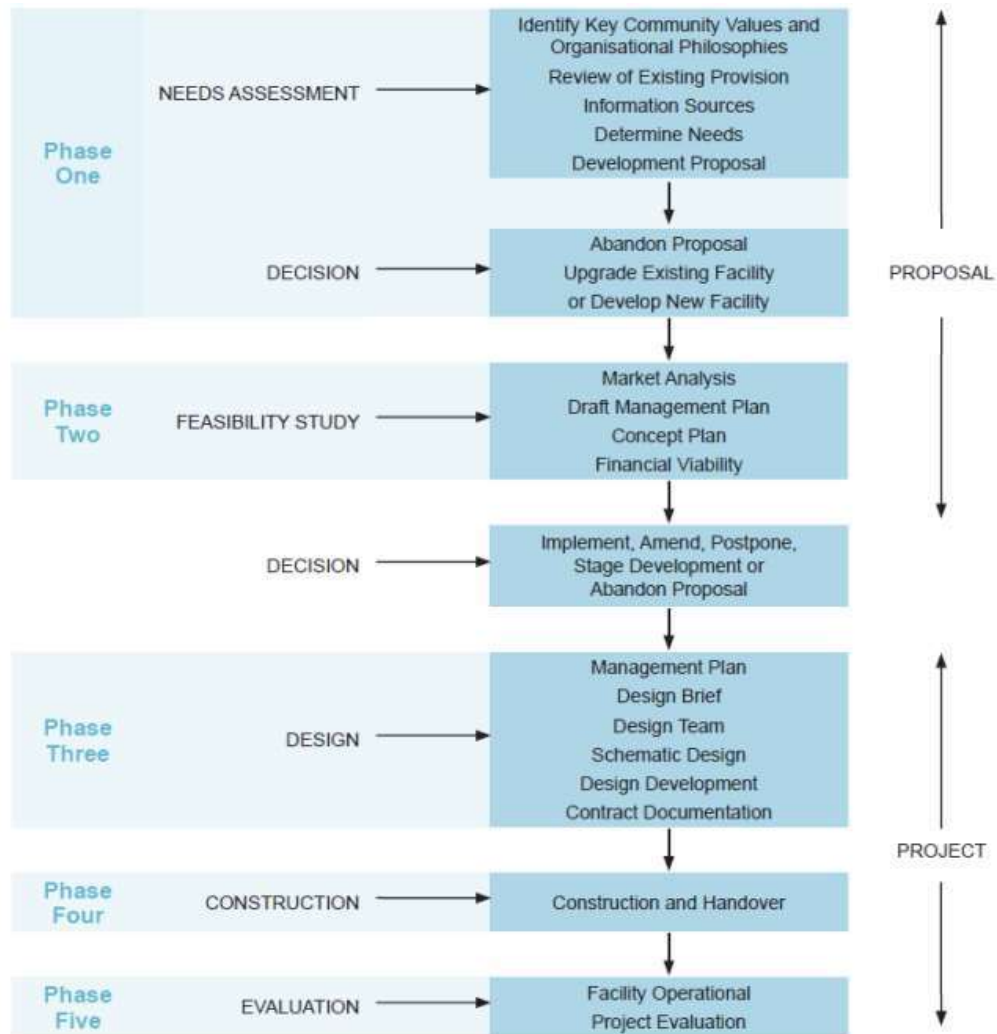 Identify Key Community Values and
Organisational Philosophies
Review of Existing Provision
NEEDS ASSESSMENT
Information Sources
Determine Needs
Phase
One
Development Proposal
Abandon Proposal
DECISION
Upgrade Existing Facility
PROPOSAL
or Develop New Facility
Market Analysis
Phase
Two
Draft Management Plan
FEASIBILITY STUDY
Concept Plan
Financial Viability
Implement, Amend, Postpone,
DECISION
Stage Development or
Abandon Proposal
Management Plan
Design Brief
Phase
Three
Design Team
DESIGN
Schematic Design
Design Development
Contract Documentation
PROJECT
Phase
Four
CONSTRUCTION
Construction and Handover
Phase
Five
EVALUATION
Facility Operational
Project Evaluation